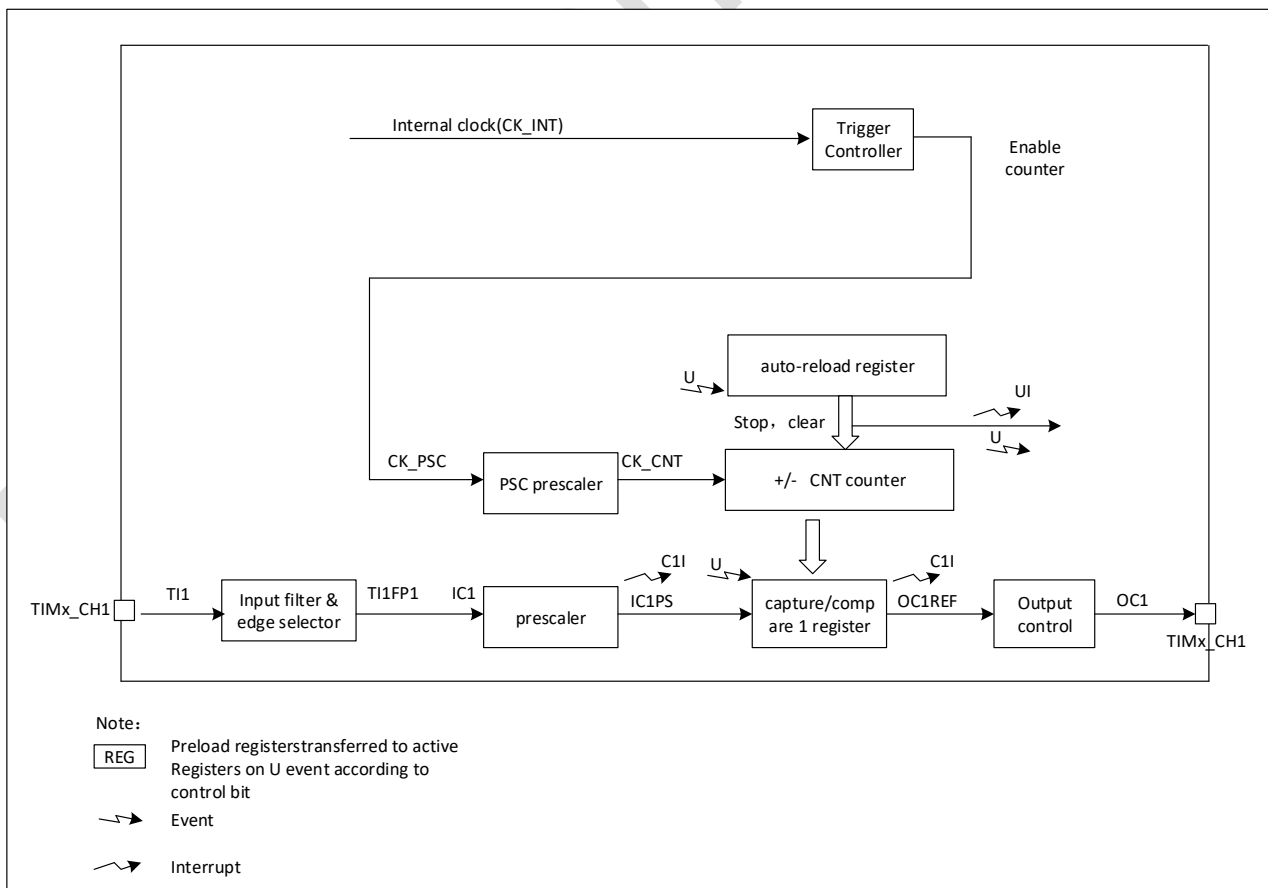 Internal clock(CK_INT)
Trigger
Controller
Enable
counter
auto-reload register
U
Stop，clear
UI
U
CK_PSC
PSC prescaler
CK_CNT
+/- CNT counter
TIMx_CH1
TI1
Input filter &
edge selector
TI1FP1
IC1
prescaler
C1I
IC1PS
U
capture/comp
are 1 register
C1I
OC1REF
Output
control
OC1
TIMx_CH1
Note：
REG
Preload registerstransferred to active
Registers on U event according to
control bit
Event
Interrupt